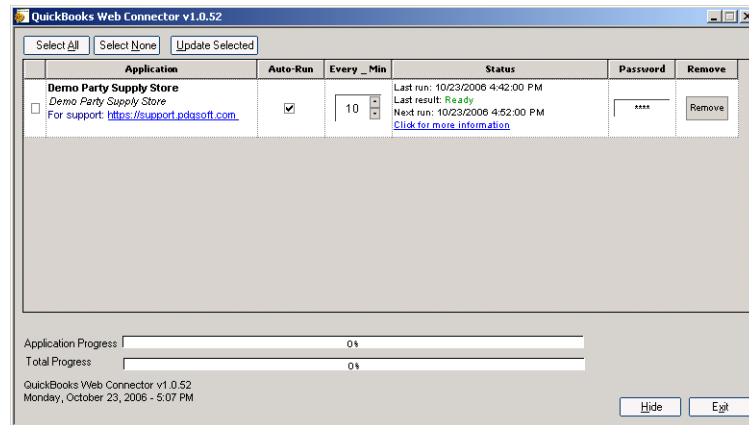 QuickBooks Web Connector v1.0.52
Select All Select None Update Selected
Application Auto-Run Every _ Min Status Password Remove
Demo Party Supply Store
Demo Party Supply Store
For support: https://support.pdqsoft.com
10
Last run: 10/23/2006 4:42:00 PM
Last result: Ready
Next run: 10/23/2006 4:52:00 PM
Click for more information
****
Remove
Application Progress 0%
Total Progress 0%
QuickBooks Web Connector v1.0.52
Monday, October 23, 2006 - 5:07 PM
Hide Exit